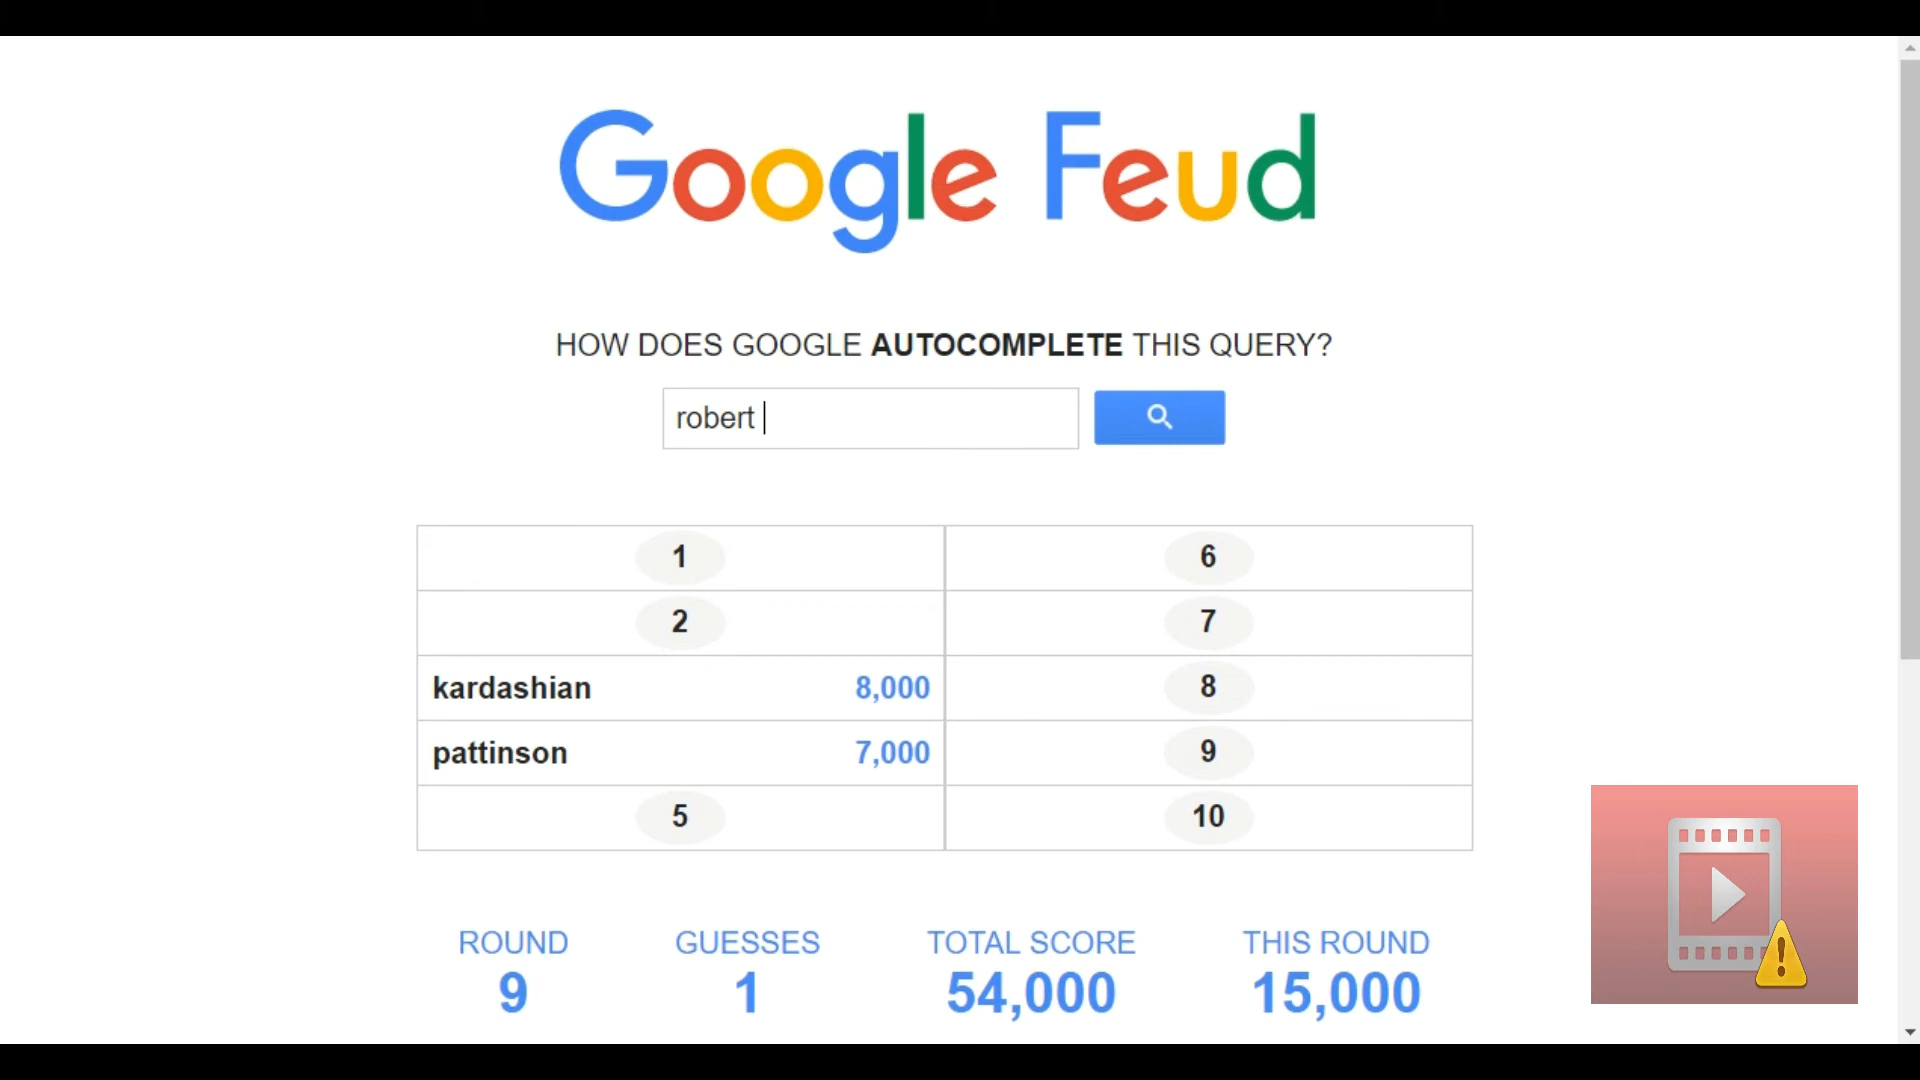 Google Feud
HOW DOES GOOGLE AUTOCOMPLETE THIS QUERY?
robert
1
6
2
7
kardashian 8,000
8
pattinson 7,000
9
5
10
ROUND GUESSES TOTAL SCORE THIS ROUND
9 1 54,000 15,000